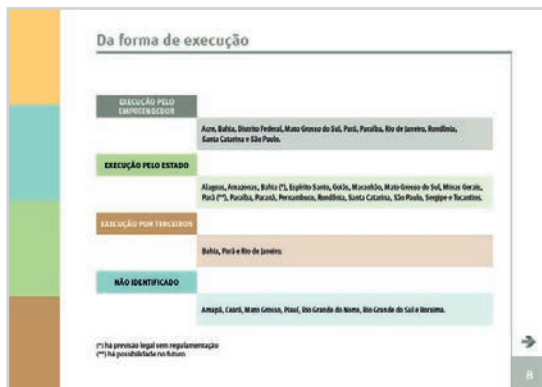 Da forma de execução
EXECUÇÃO PELO
EMPREENDEDOR
Acre, Bahia, Distrito Federal, Mato Grosso do Sul, Pará, Paraíba, Rio de Janeiro, Rondônia,
Santa Catarina e São Paulo.
EXECUÇÃO PELO ESTADO
Alagoas, Amazonas, Bahia (*), Espírito Santo, Goiás, Maranhão, Mato Grosso do Sul, Minas Gerais,
Pará (**), Paraíba, Paraná, Pernambuco, Rondônia, Santa Catarina, São Paulo, Sergipe e Tocantins.
EXECUÇÃO POR TERCEIROS
Bahia, Pará e Rio de Janeiro.
NÃO IDENTIFICADO
Amapá, Ceará, Mato Grosso, Piauí, Rio Grande do Norte, Rio Grande do Sul e Roraima.
(*) há previsão legal sem regulamentação
(**) há possibilidade no futuro
8